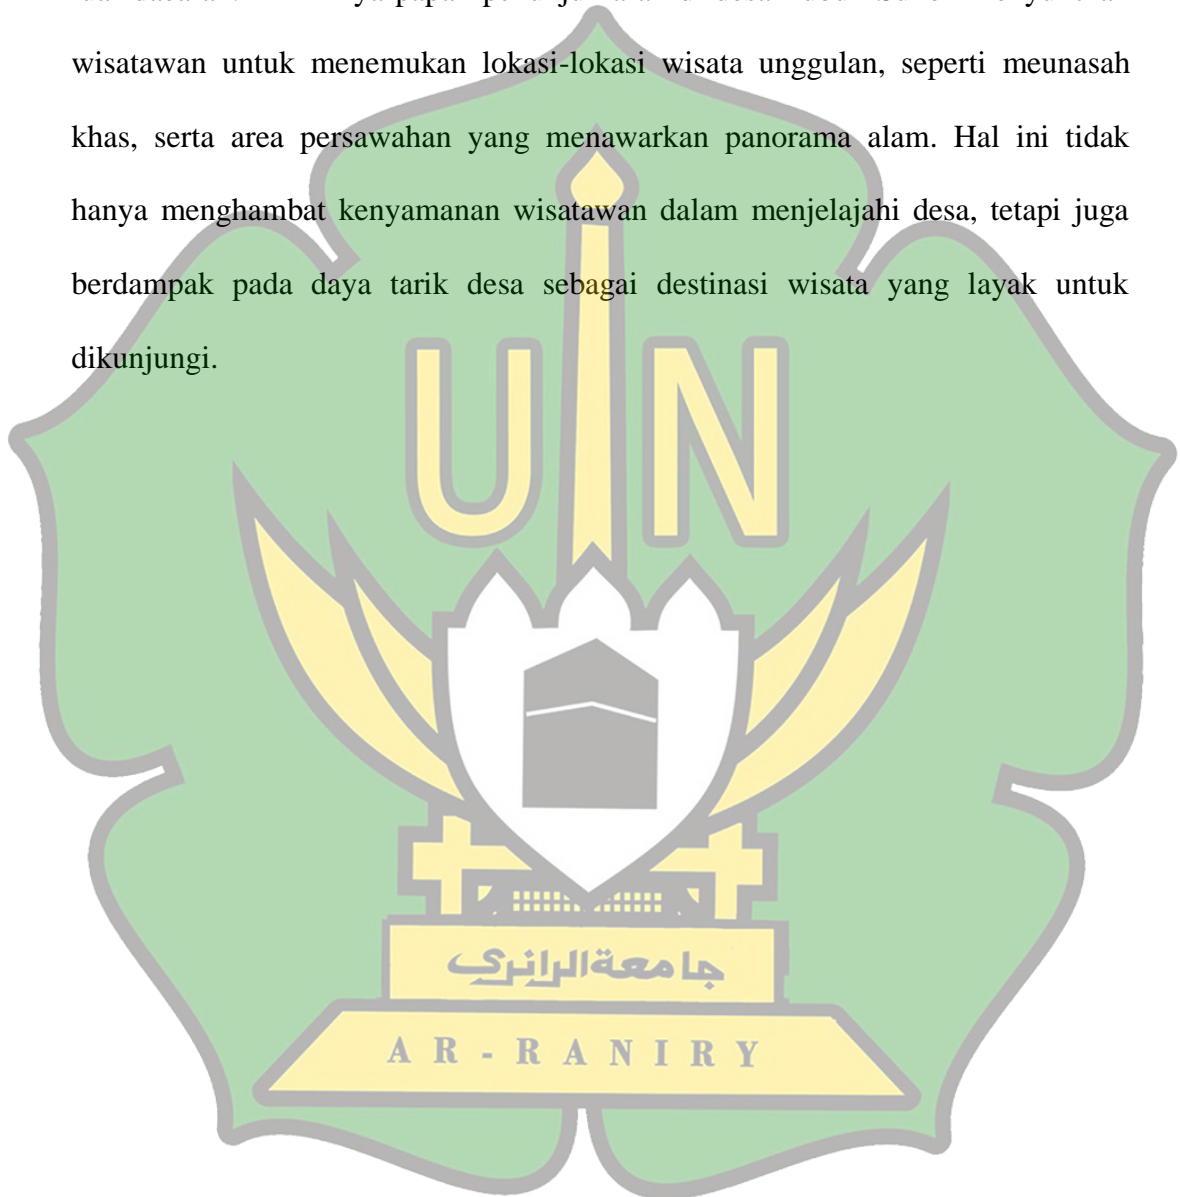 wisatawan untuk menemukan lokasi-lokasi wisata unggulan, seperti meunasah
khas, serta area persawahan yang menawarkan panorama alam. Hal ini tidak
hanya menghambat kenyamanan wisatawan dalam menjelajahi desa, tetapi juga
berdampak pada daya tarik desa sebagai destinasi wisata yang layak untuk
dikunjungi.
UIN
جامعةالرانري
AR-RANIRY